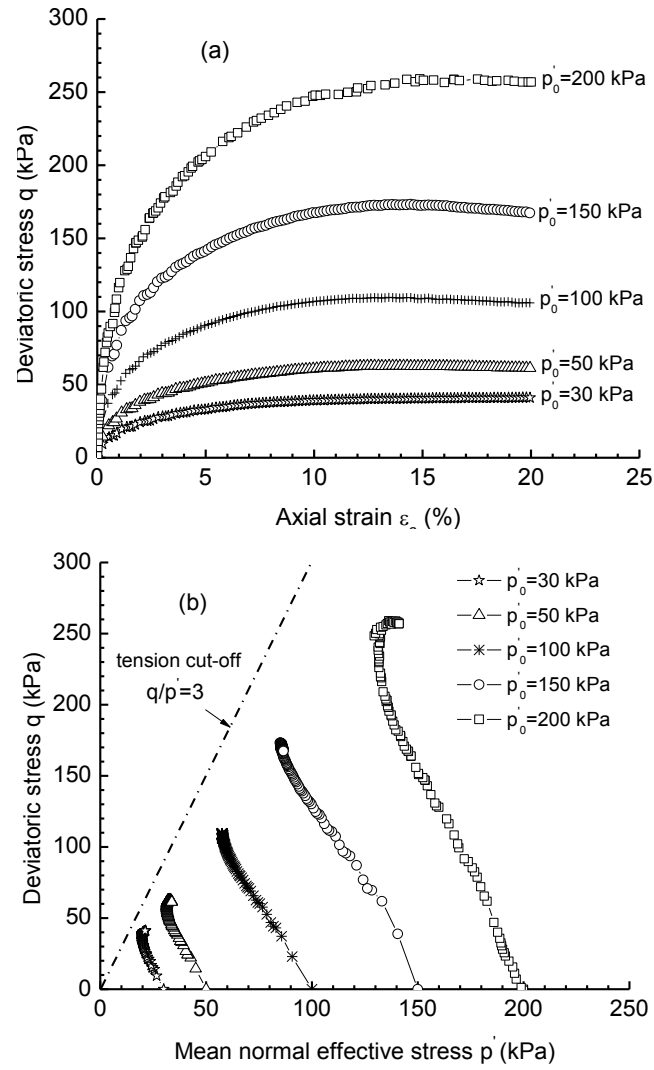 300
(a)
p'0=200 kPa
250
200
p'0=150 kPa
150
p'0=100 kPa
100
p'0=50 kPa
50
p'0=30 kPa
0
0 5 10 15 20 25
Deviatoric stress q (kPa)
Axial strain εa (%)
300
(b)
p'0=30 kPa
p'0=50 kPa
p'0=100 kPa
p'0=150 kPa
p'0=200 kPa
tension cut-off
q/p'=3
250
200
150
100
50
0
0 50 100 150 200 250
Deviatoric stress q (kPa)
Mean normal effective stress p' (kPa)